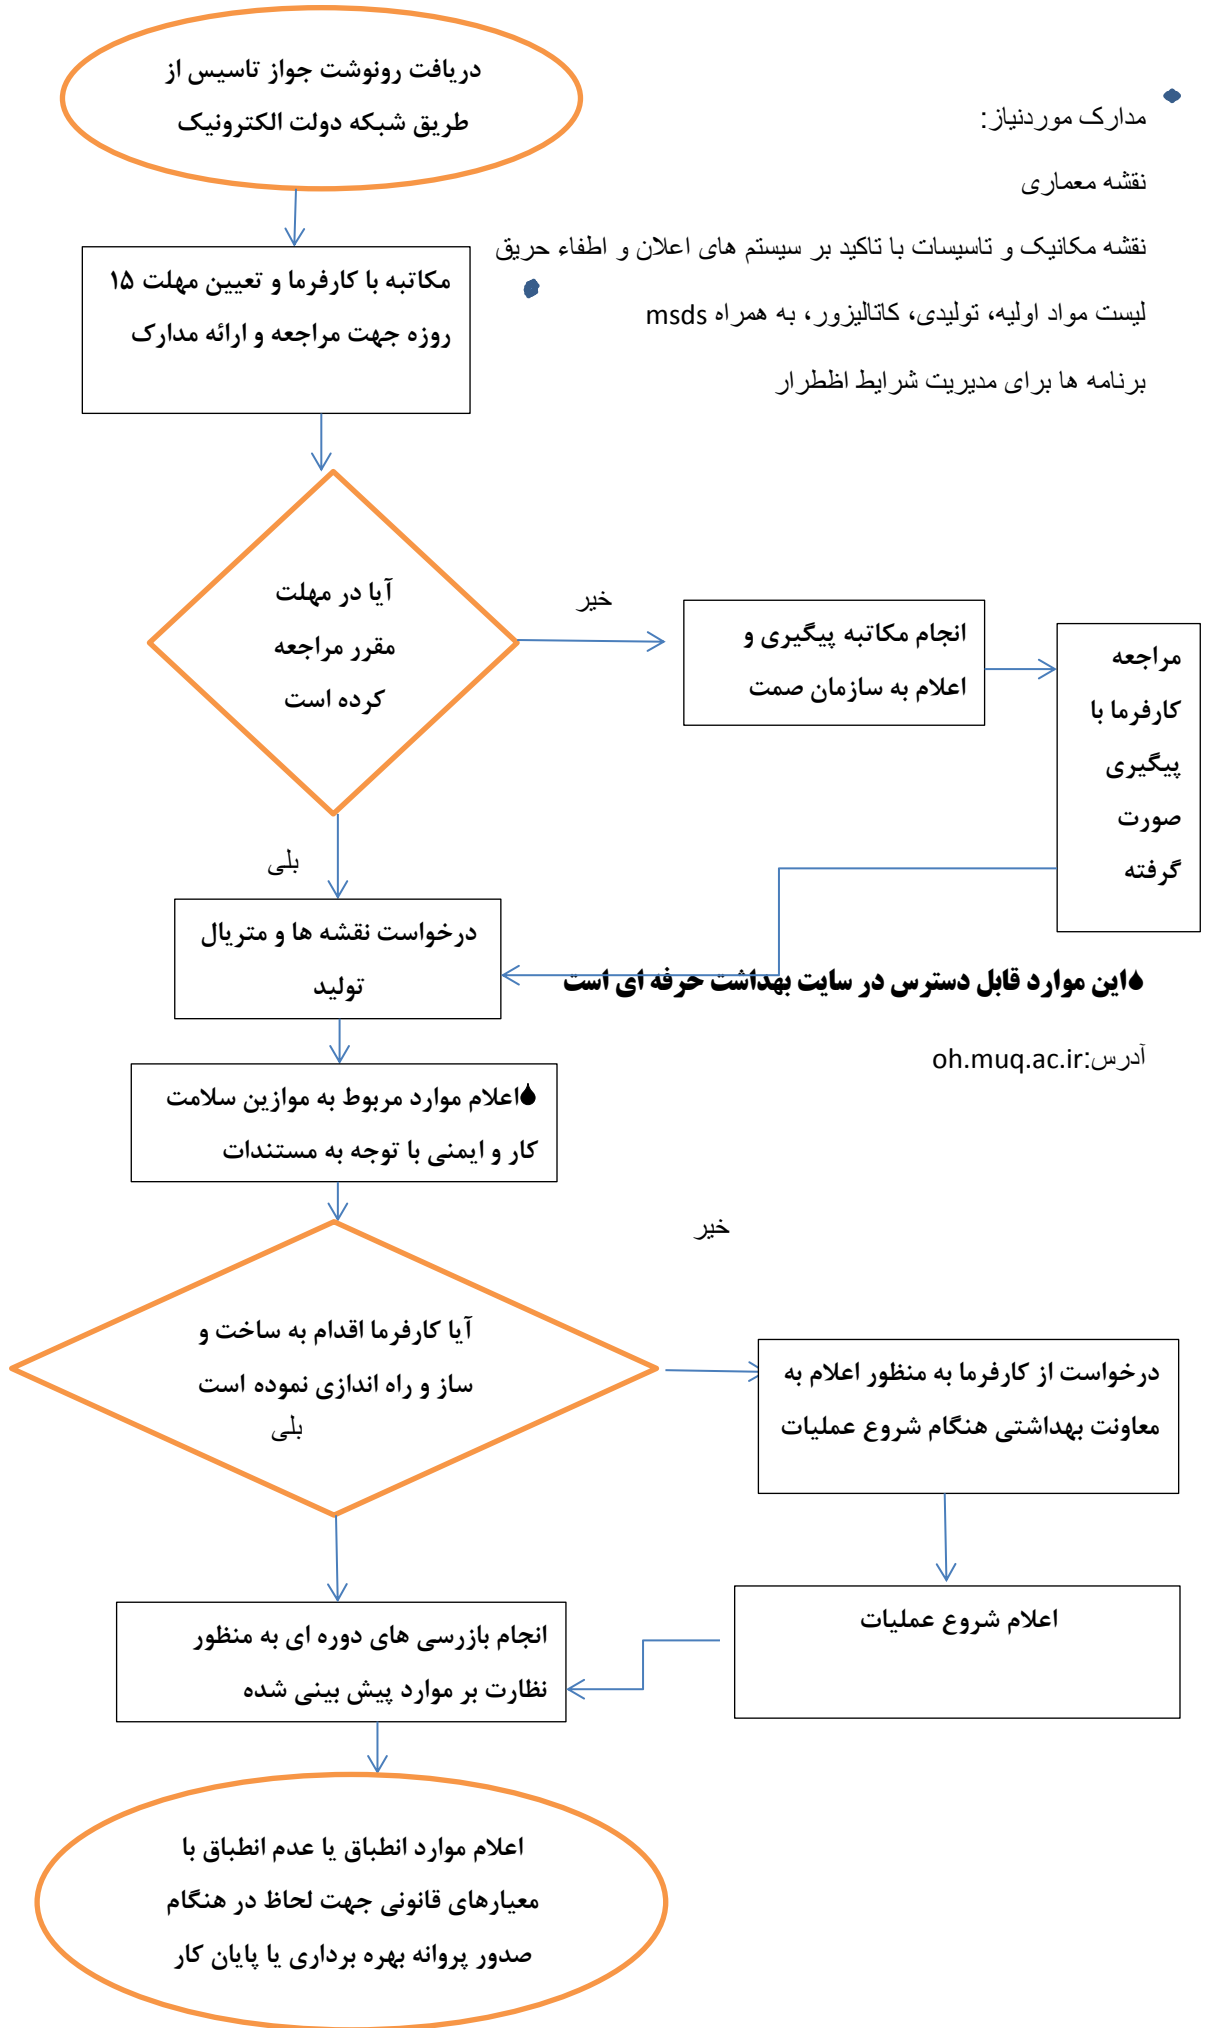 دریافت رونوشت جواز تاسیس از
طریق شبکه دولت الکترونیک
مدارک موردنیاز:
نقشه معماری
نقشه مکانیک و تاسیسات با تاکید بر سیستم های اعلان و اطفاء حریق
لیست مواد اولیه، تولیدی، کاتالیزور، به همراه msds
برنامه ها برای مدیریت شرایط اظطرار
مکاتبه با کارفرما و تعیین مهلت ۱۵
روزه جهت مراجعه و ارائه مدارک
آیا در مهلت
مقرر مراجعه
کرده است
خیر
انجام مکاتبه پیگیری و
اعلام به سازمان صمت
مراجعه
کارفرما با
پیگیری
صورت
گرفته
بلی
درخواست نقشه ها و متریال
تولید
این موارد قابل دسترس در سایت بهداشت حرفه ای است
آدرس:oh.muq.ac.ir
اعلام موارد مربوط به موازین سلامت
کار و ایمنی با توجه به مستندات
خیر
آیا کارفرما اقدام به ساخت و
ساز و راه اندازی نموده است
بلی
درخواست از کارفرما به منظور اعلام به
معاونت بهداشتی هنگام شروع عملیات
اعلام شروع عملیات
انجام بازرسی های دوره ای به منظور
نظارت بر موارد پیش بینی شده
اعلام موارد انطباق یا عدم انطباق با
معیارهای قانونی جهت لحاظ در هنگام
صدور پروانه بهره برداری یا پایان کار